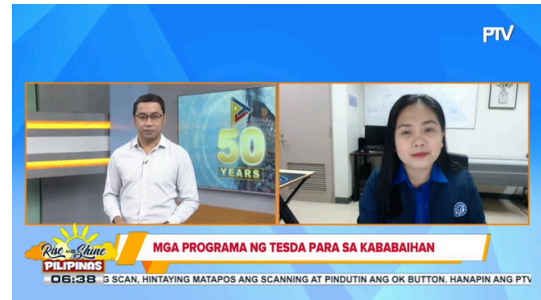 PTV
50
YEARS
MGA PROGRAMA NG TESDA PARA SA KABABAIHAN
Rise and Shine
PILIPINAS
06:38 G SCAN, HINTAYING MATAPOS ANG SCANNING AT PINDUTIN ANG OK BUTTON. HANAPIN ANG PTV